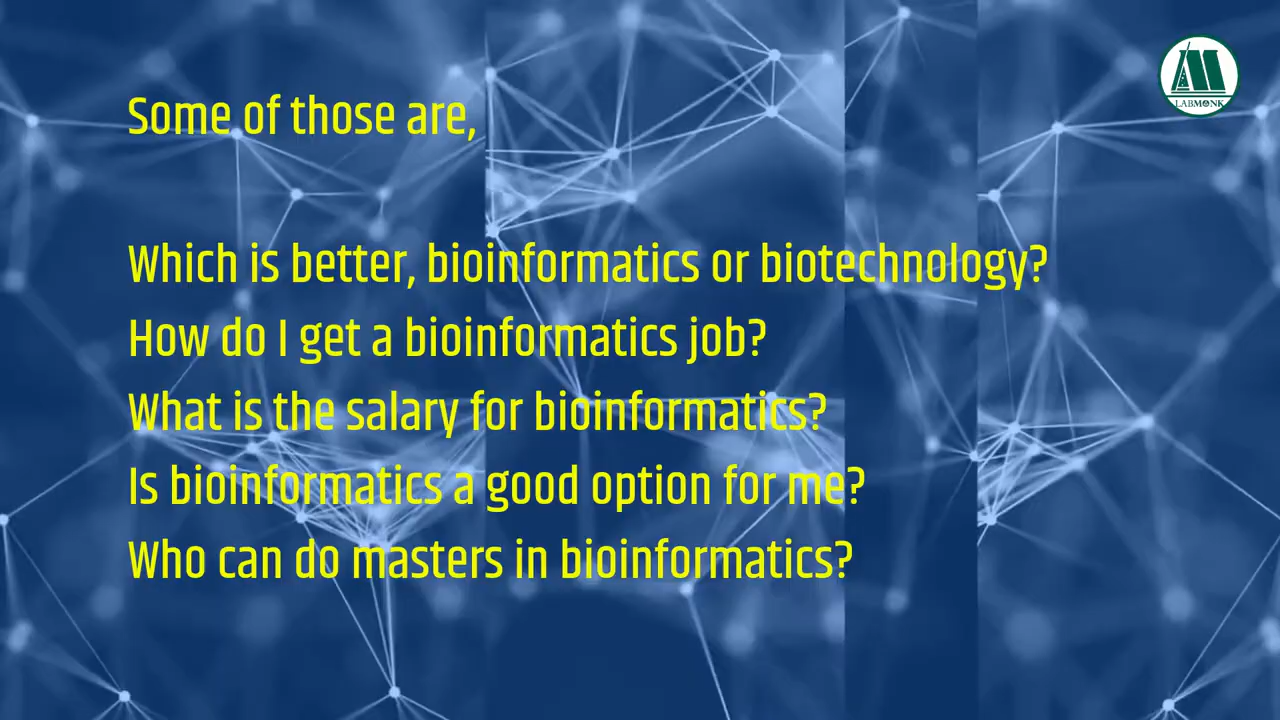 Some of those are,
LABMONK
Which is better, bioinformatics or biotechnology?
How do I get a bioinformatics job?
What is the salary for bioinformatics?
Is bioinformatics a good option for me?
Who can do masters in bioinformatics?